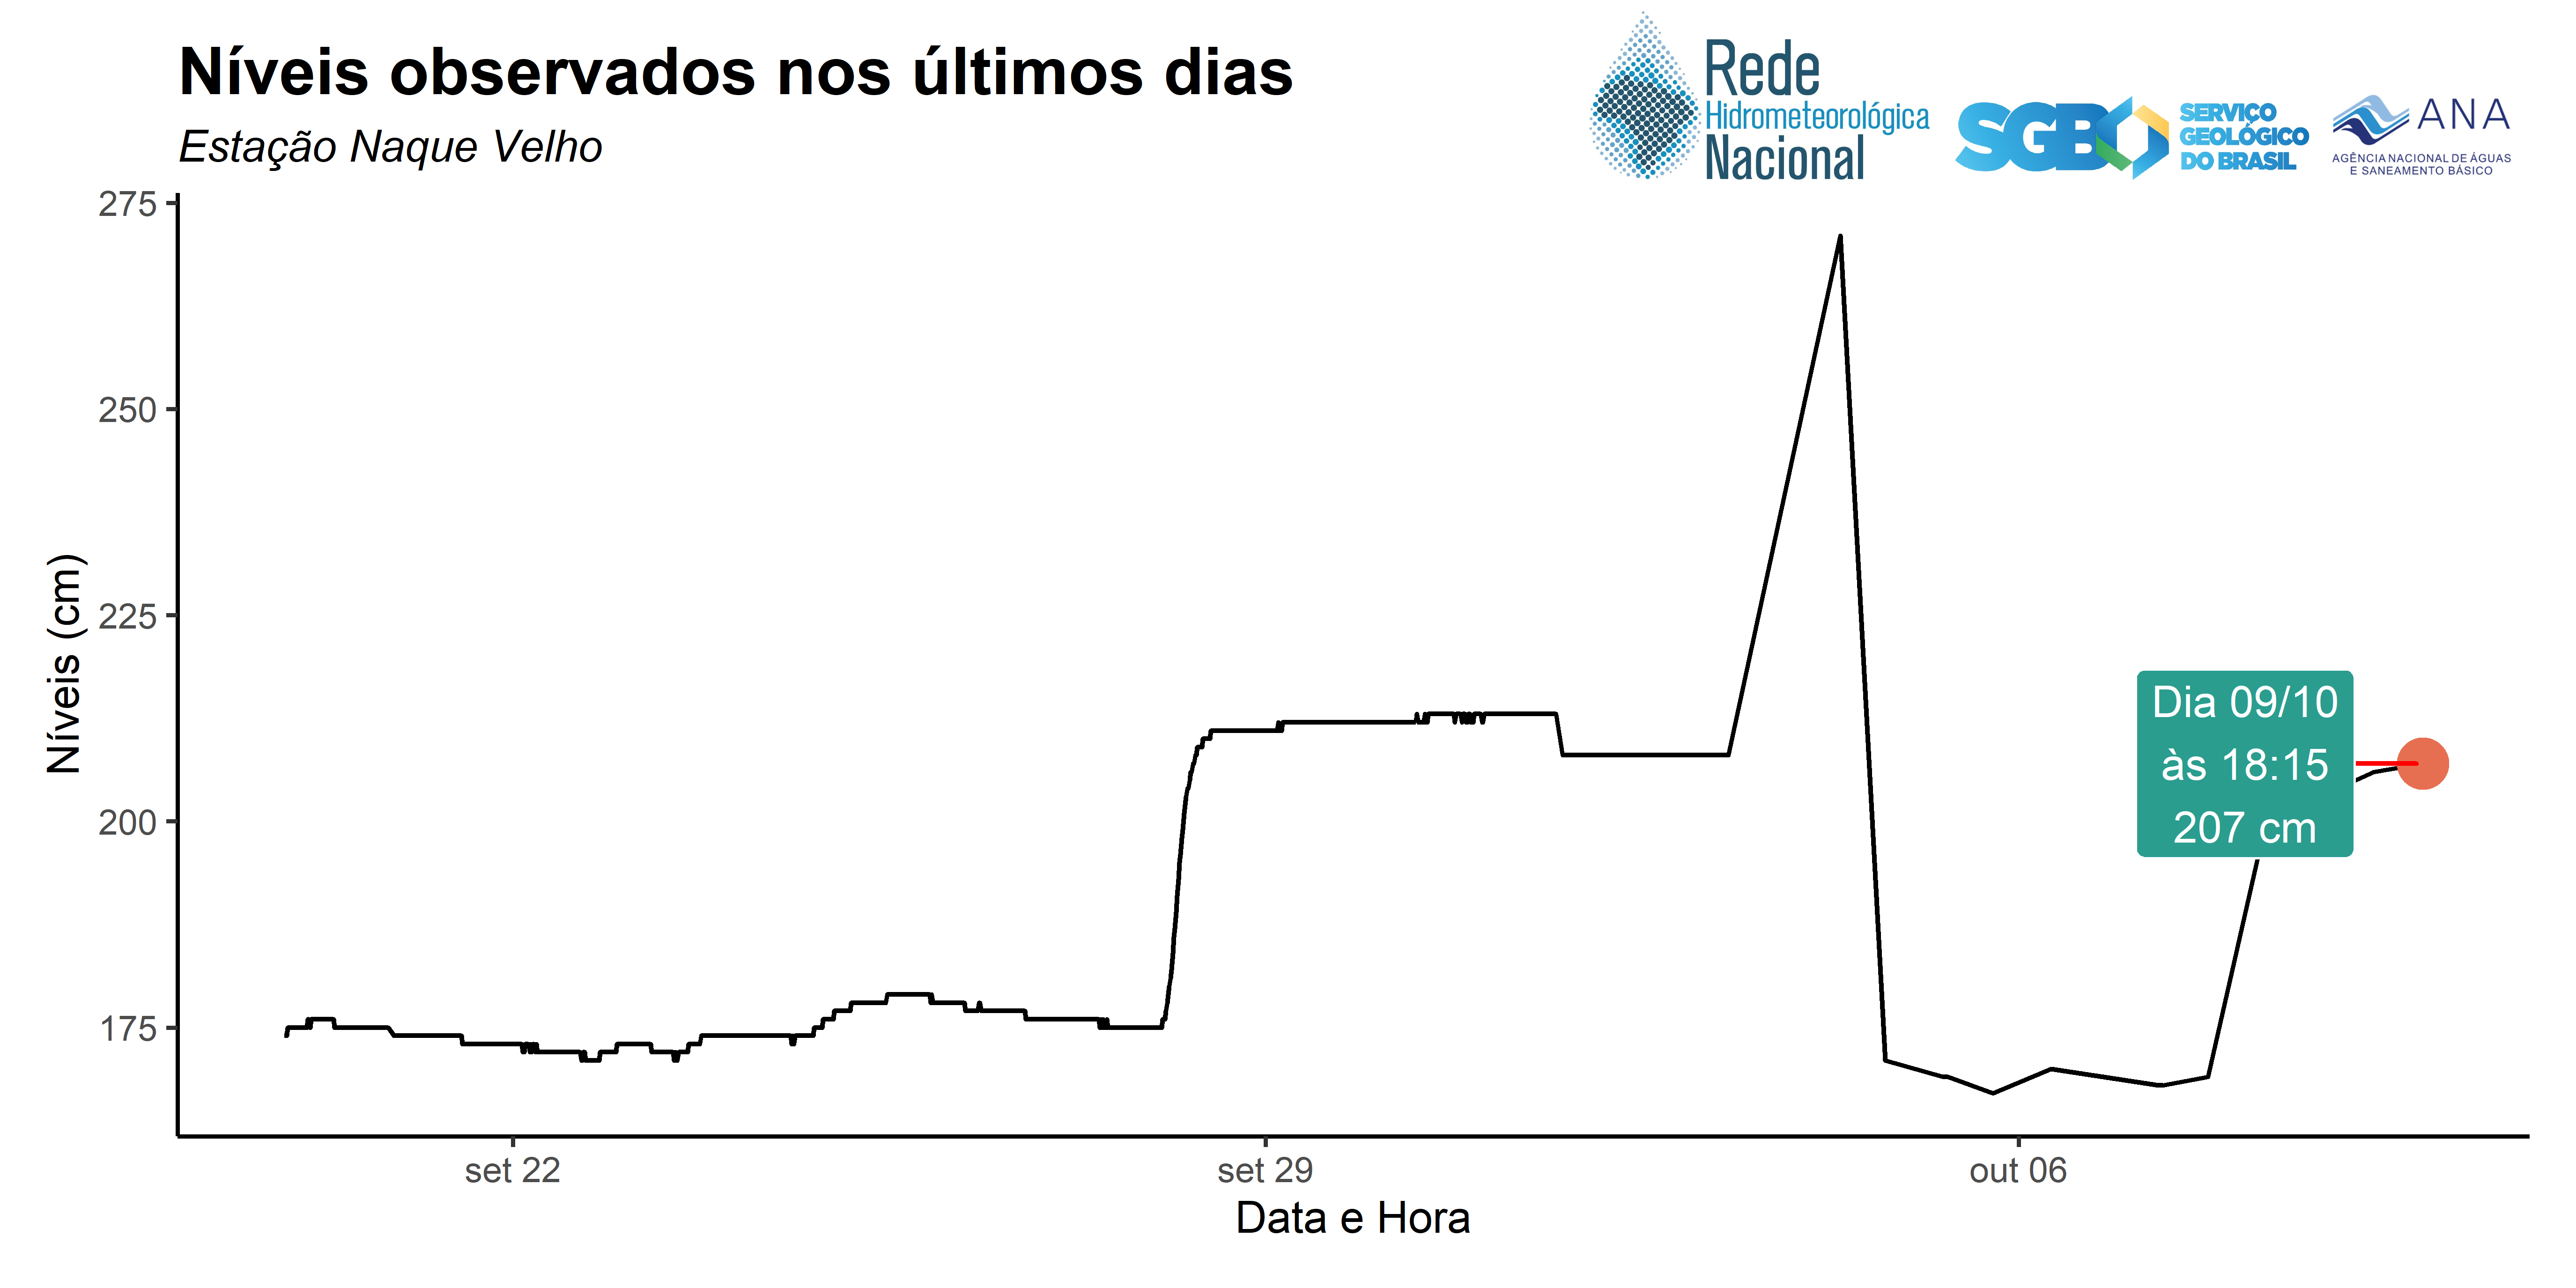 Níveis observados nos últimos dias
Estação Naque Velho
Rede
Hidrometeorológica
Nacional
SGB
SERVIÇO
GEOLÓGICO
DO BRASIL
ANA
AGÊNCIA NACIONAL DE ÁGUAS
E SANEAMENTO BÁSICO
275
250
225
200
175
Níveis (cm)
Dia 09/10
às 18:15
207 cm
set 22
set 29
out 06
Data e Hora